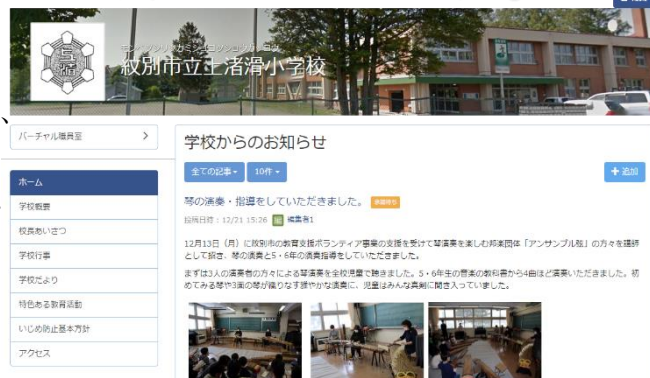 紋別市立上渚滑小学校
バーチャル職員室
ホーム
学校概要
校長あいさつ
学校行事
学校だより
特色ある教育活動
いじめ防止基本方針
アクセス
学校からのお知らせ
全ての記事
10件
+ 追加
琴の演奏・指導をしていただきました。
投稿日時 : 12/21 15:26 編集者1
12月13日（月）に紋別市の教育支援ボランティア事業の支援を受けて琴演奏を楽しむ邦楽団体「アンサンブル弦」の方々を講師
として招き、琴の演奏と5・6年の演奏指導をしていただきました。
まずは3人の演奏者の方々による琴演奏を全校児童で聴きました。5・6年生の音楽の教科書から4曲ほど演奏いただきました。初
めてみる琴や3面の琴が織りなす雅やかな演奏に、児童はみんな真剣に聞き入っていました。